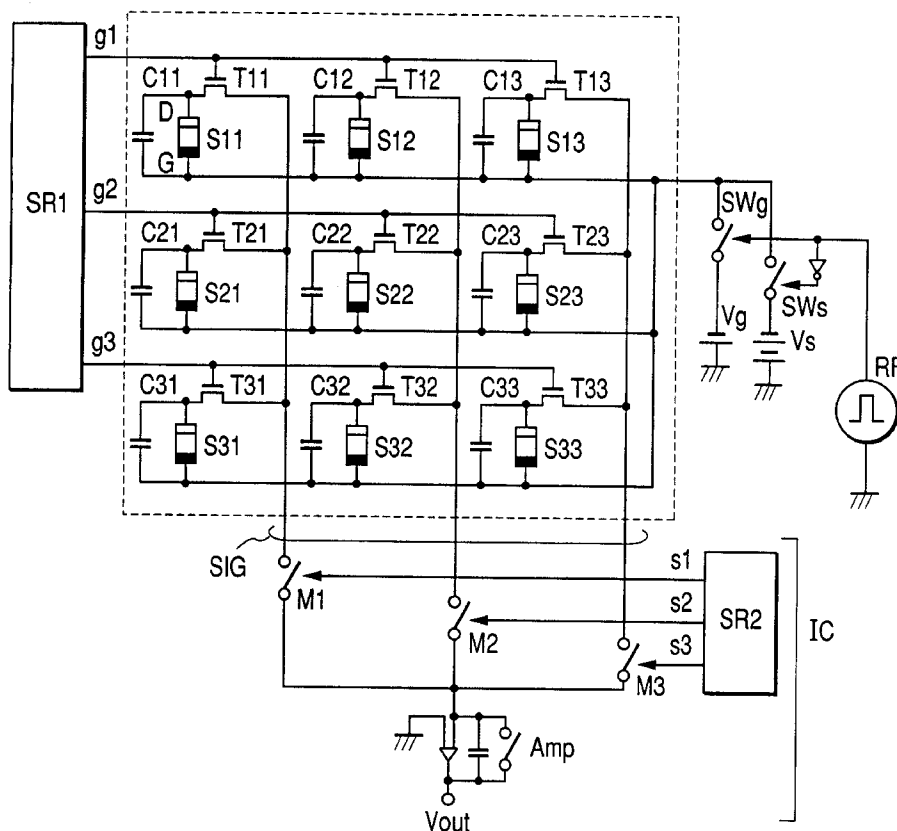 g1
C11 T11 C12 T12 C13 T13
D
S11 S12 S13
G
SR1
g2
SWg
C21 T21 C22 T22 C23 T23
S21 S22 S23
SWs
Vg
Vs
g3
RF
C31 T31 C32 T32 C33 T33
S31 S32 S33
SIG
s1
M1
s2
SR2
IC
M2
s3
M3
Amp
Vout